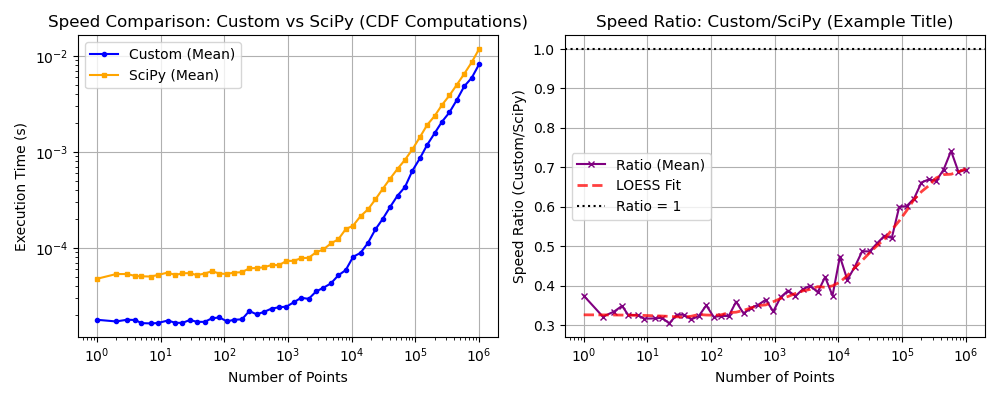 Speed Comparison: Custom vs SciPy (CDF Computations)
Custom (Mean)
SciPy (Mean)
Execution Time (s)
10⁻²
10⁻³
10⁻⁴
10⁰ 10¹ 10² 10³ 10⁴ 10⁵ 10⁶
Number of Points
Speed Ratio: Custom/SciPy (Example Title)
Speed Ratio (Custom/SciPy)
1.0
0.9
0.8
0.7
0.6
0.5
0.4
0.3
Ratio (Mean)
LOESS Fit
Ratio = 1
10⁰ 10¹ 10² 10³ 10⁴ 10⁵ 10⁶
Number of Points